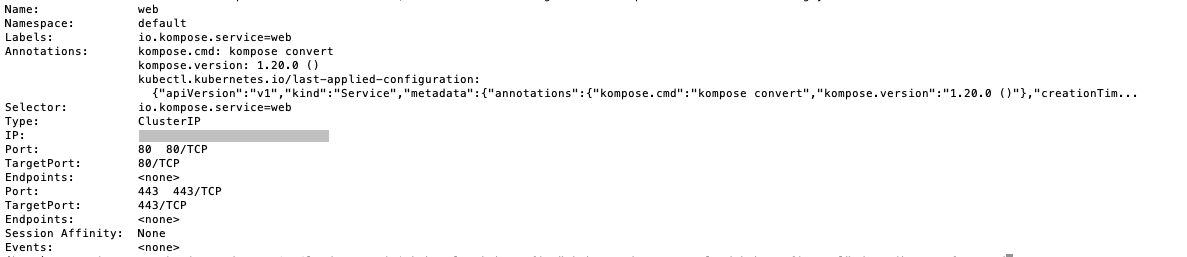 Name: web
Namespace: default
Labels: io.kompose.service=web
Annotations: kompose.cmd: kompose convert
kompose.version: 1.20.0 ()
kubectl.kubernetes.io/last-applied-configuration:
{"apiVersion":"v1","kind":"Service","metadata":{"annotations":{"kompose.cmd":"kompose convert","kompose.version":"1.20.0 ()"},"creationTim...
Selector: io.kompose.service=web
Type: ClusterIP
IP:
Port: 80 80/TCP
TargetPort: 80/TCP
Endpoints: <none>
Port: 443 443/TCP
TargetPort: 443/TCP
Endpoints: <none>
Session Affinity: None
Events: <none>